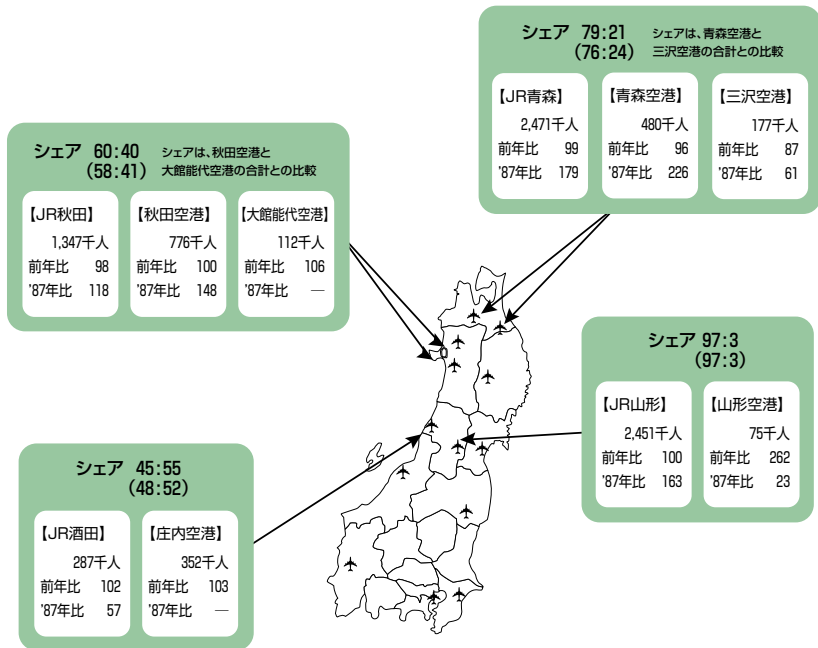 シェア 79:21
(76:24)
シェアは、青森空港と
三沢空港の合計との比較
【JR青森】
2,471千人
前年比 99
'87年比 179
【青森空港】
480千人
前年比 96
'87年比 226
【三沢空港】
177千人
前年比 87
'87年比 61
シェア 60:40
(58:41)
シェアは、秋田空港と
大館能代空港の合計との比較
【JR秋田】
1,347千人
前年比 98
'87年比 118
【秋田空港】
776千人
前年比 100
'87年比 148
【大館能代空港】
112千人
前年比 106
'87年比 —
シェア 97:3
(97:3)
【JR山形】
2,451千人
前年比 100
'87年比 163
【山形空港】
75千人
前年比 262
'87年比 23
シェア 45:55
(48:52)
【JR酒田】
287千人
前年比 102
'87年比 57
【庄内空港】
352千人
前年比 103
'87年比 —